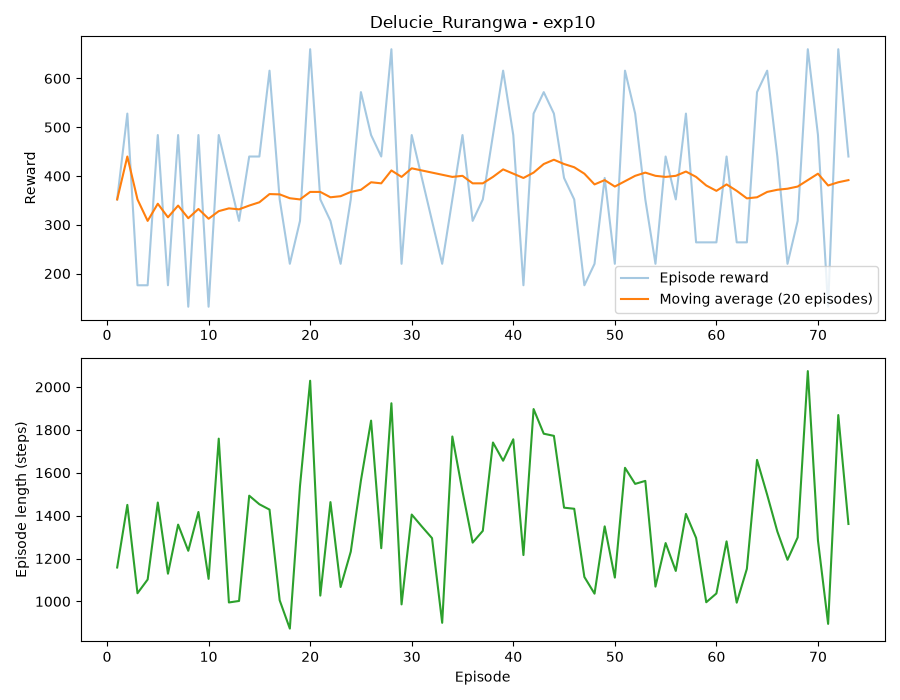 Delucie_Rurangwa - exp10
Reward
600
500
400
300
200
Episode reward
Moving average (20 episodes)
0 10 20 30 40 50 60 70
Episode length (steps)
2000
1800
1600
1400
1200
1000
0 10 20 30 40 50 60 70
Episode